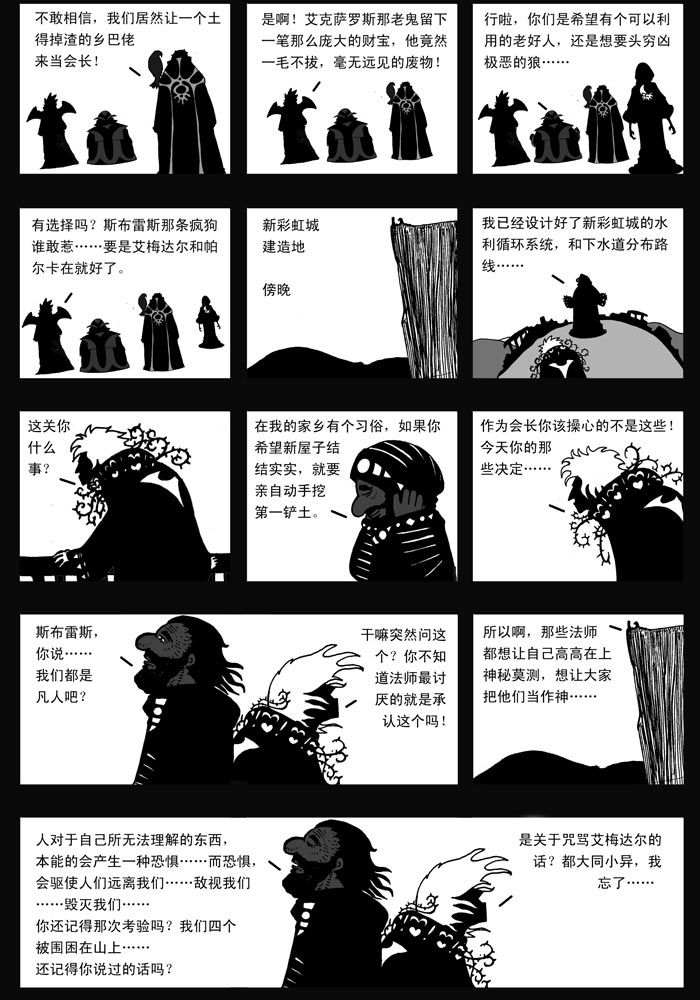 不敢相信，我们居然让一个土
得掉渣的乡巴佬
来当会长！
是啊！艾克萨罗斯那老鬼留下
一笔那么庞大的财宝，他竟然
一毛不拔，毫无远见的废物！
行啦，你们是希望有个可以利
用的老好人，还是想要头穷凶
极恶的狼……
有选择吗？斯布雷斯那条疯狗
谁敢惹……要是艾梅达尔和帕
尔卡在就好了。
新彩虹城
建造地
傍晚
我已经设计好了新彩虹城的水
利循环系统，和下水道分布路
线……
这关你
什么
事？
在我的家乡有个习俗，如果你
希望新屋子结
结实实，就要
亲自动手挖
第一铲土。
作为会长你该操心的不是这些！
今天你的那
些决定……
斯布雷斯，
你说……
我们都是
凡人吧？
干嘛突然问这
个？你不知
道法师最讨
厌的就是承
认这个吗！
所以啊，那些法师
都想让自己高高在上
神秘莫测，想让大家
把他们当作神……
人对于自己所无法理解的东西，
本能的会产生一种恐惧……而恐惧，
会驱使人们远离我们……敌视我们
……毁灭我们……
你还记得那次考验吗？我们四个
被围困在山上……
还记得你说过的话吗？
是关于咒骂艾梅达尔的
话？都大同小异，我
忘了……